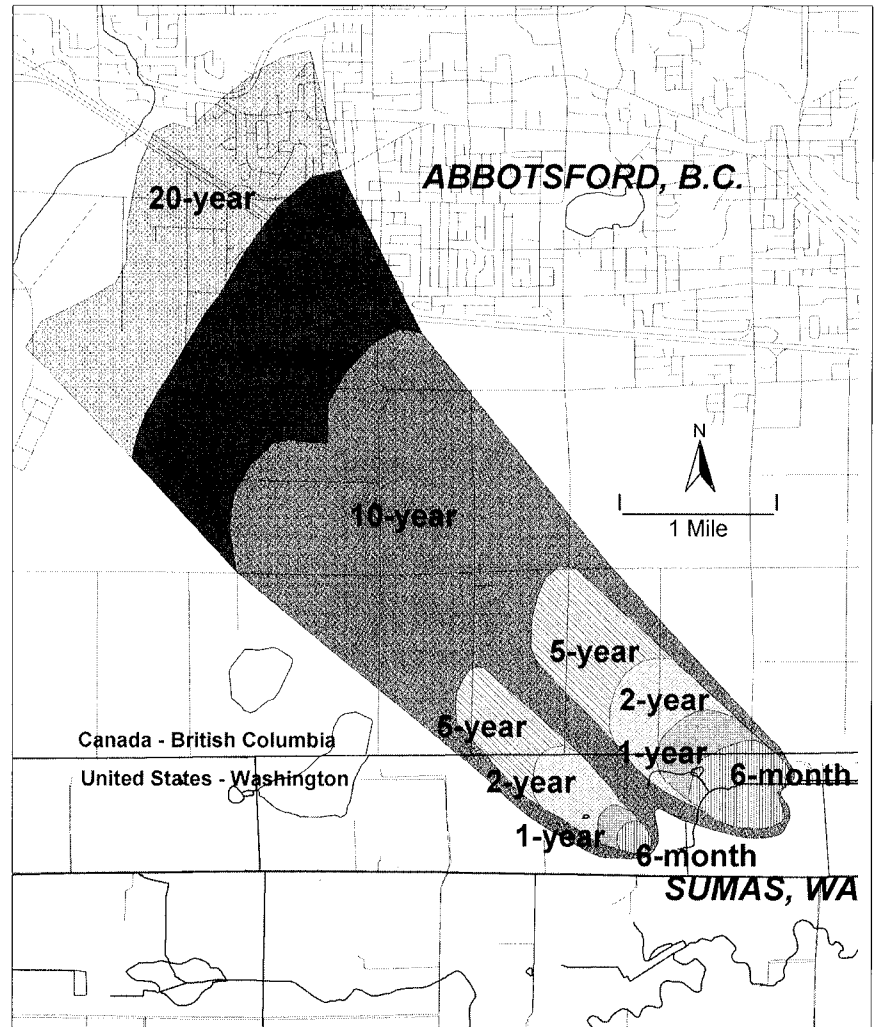 ABBOTSFORD, B.C.
20-year
N
1 Mile
10-year
5-year
2-year
5-year
Canada - British Columbia
1-year
6-month
United States - Washington
2-year
1-year
6-month
SUMAS, WA